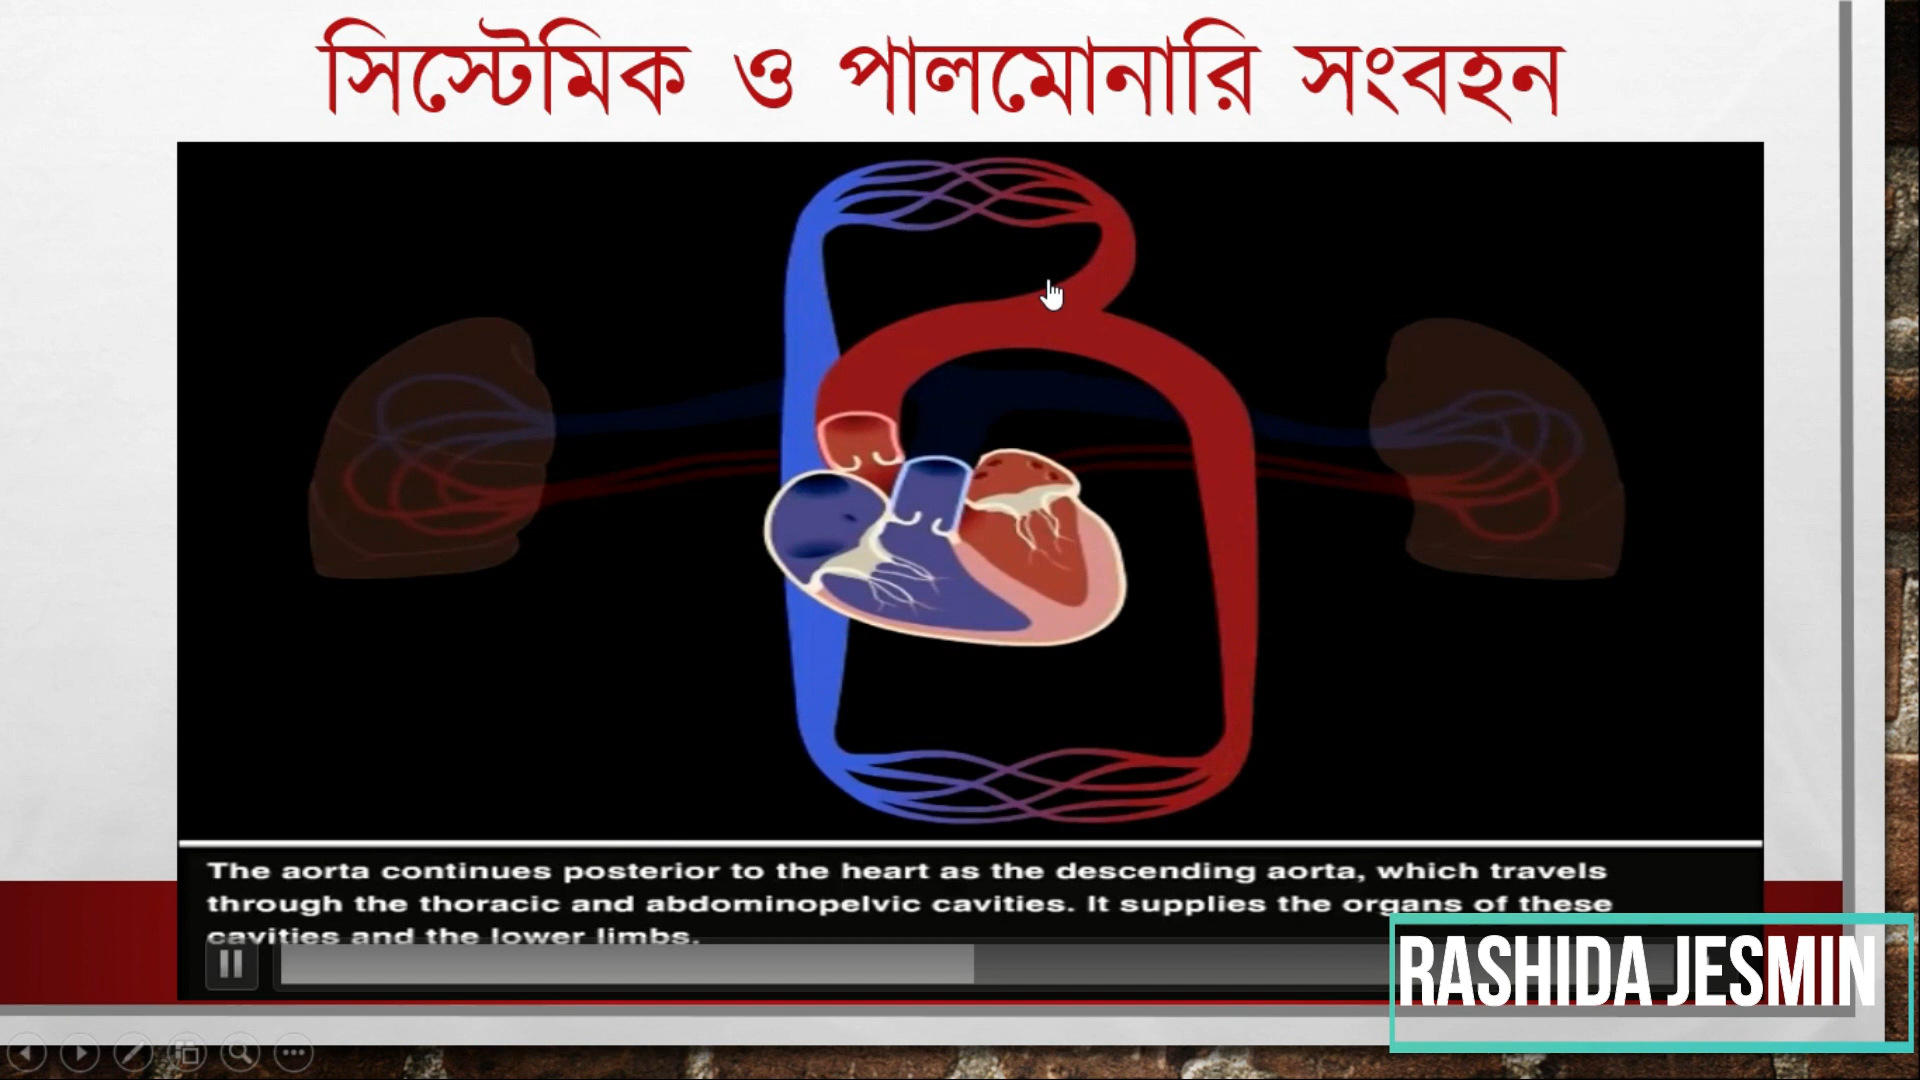 সিস্টেমিক ও পালমোনারি সংবহন
The aorta continues posterior to the heart as the descending aorta, which travels
through the thoracic and abdominopelvic cavities. It supplies the organs of these
cavities and the lower limbs.
RASHIDA JESMIN